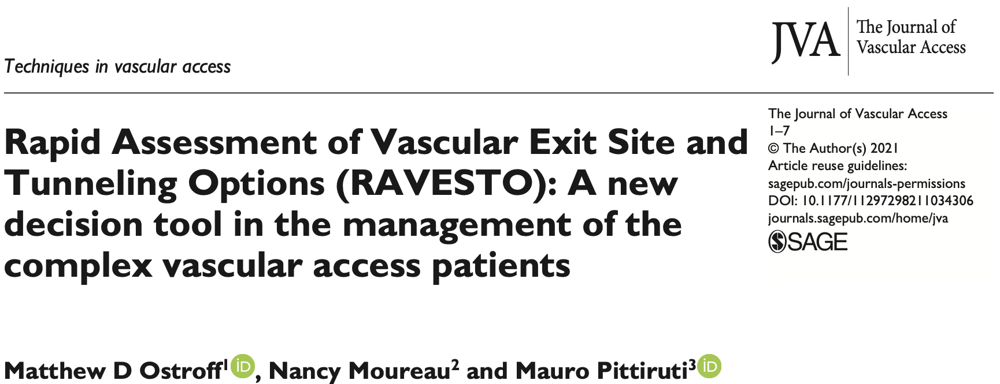 JVA
The Journal of
Vascular Access
Techniques in vascular access
Rapid Assessment of Vascular Exit Site and
Tunneling Options (RAVESTO): A new
decision tool in the management of the
complex vascular access patients
The Journal of Vascular Access
1–7
© The Author(s) 2021
Article reuse guidelines:
sagepub.com/journals-permissions
DOI: 10.1177/11297298211034306
journals.sagepub.com/home/jva
SAGE
Matthew D Ostroff1 iD, Nancy Moureau2 and Mauro Pittiruti3 iD